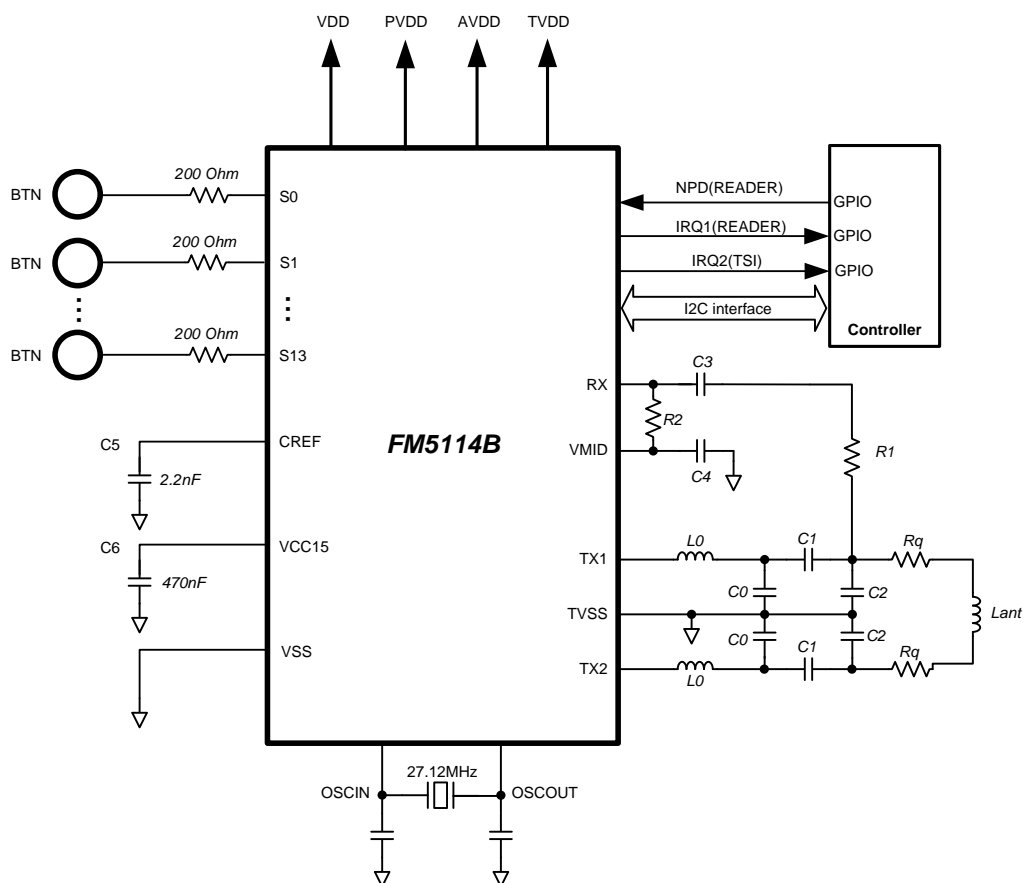 VDD PVDD AVDD TVDD
BTN 200 Ohm S0
BTN 200 Ohm S1
BTN 200 Ohm S13
NPD(READER) GPIO
IRQ1(READER) GPIO
IRQ2(TSI) GPIO
I2C interface
Controller
FM5114B
C5 CREF
2.2nF
C6 VCC15
470nF
VSS
RX C3
R2 R1
VMID C4
TX1 L0 C1 Rq
C0 C2
TVSS Lant
C0 C2
TX2 L0 C1 Rq
27.12MHz
OSCIN OSCOUT